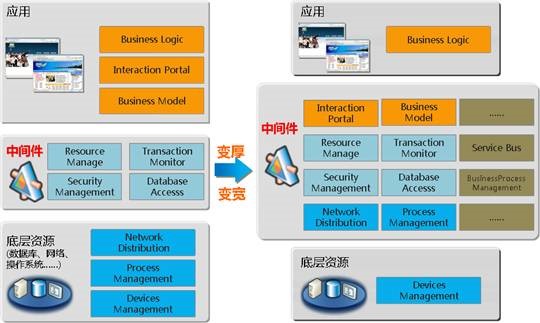 应用
Business Logic
Interaction Portal
Business Model
中间件
Resource
Manage
Transaction
Monitor
Security
Management
Database
Accesss
底层资源
(数据库、网络、
操作系统……)
Network
Distribution
Process
Management
Devices
Management
变厚
变宽
应用
Business Logic
中间件
Interaction
Portal
Business
Model
……
Resource
Manage
Transaction
Monitor
Service Bus
Security
Management
Database
Accesss
BusinessProcess
Management
Network
Distribution
Process
Management
……
底层资源
Devices
Management